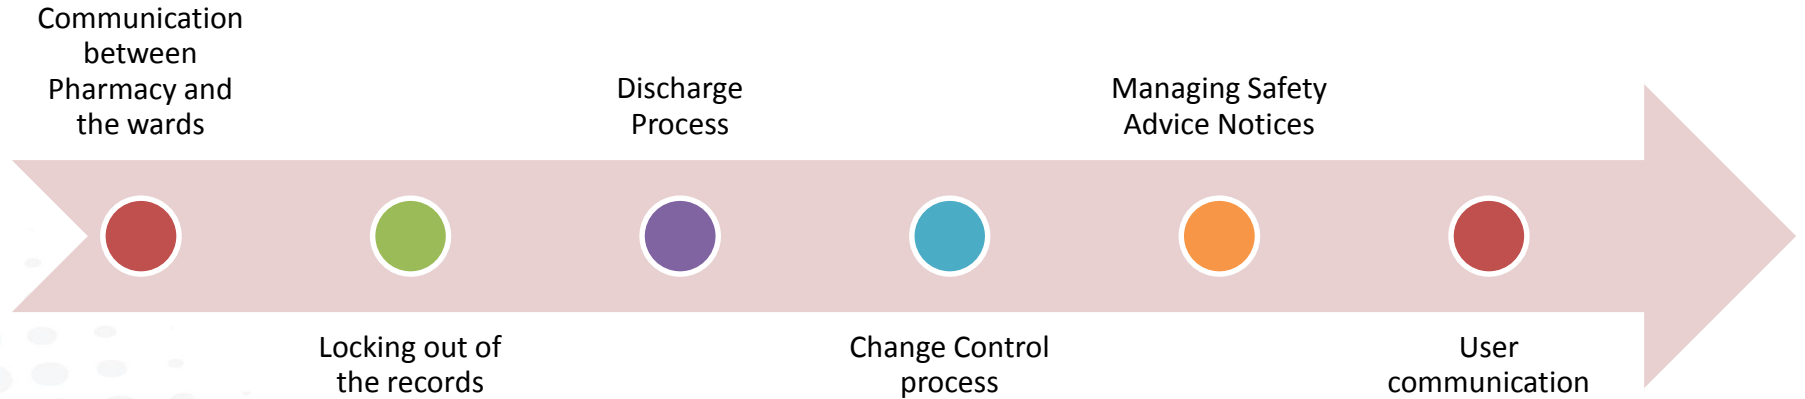 Communication
between
Pharmacy and
the wards
Locking out of
the records
Discharge
Process
Change Control
process
Managing Safety
Advice Notices
User
communication